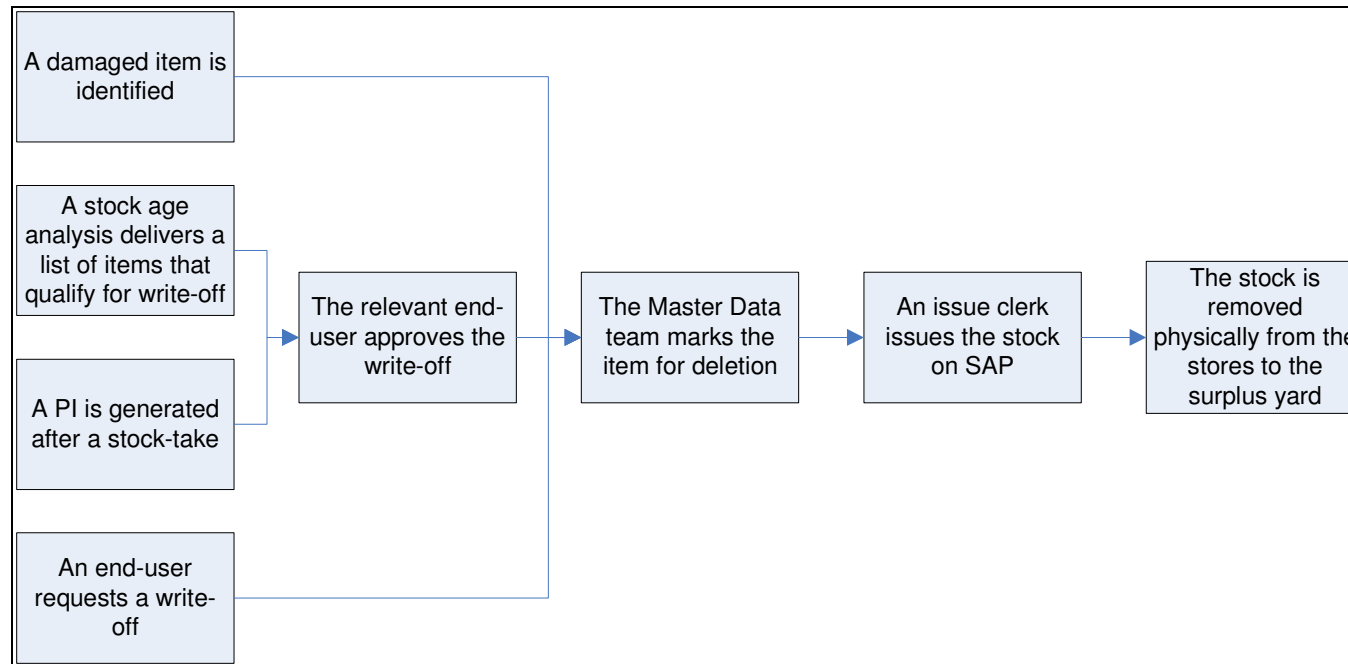 A damaged item is
identified
A stock age
analysis delivers a
list of items that
qualify for write-off
A PI is generated
after a stock-take
An end-user
requests a write-
off
The relevant end-
user approves the
write-off
The Master Data
team marks the
item for deletion
An issue clerk
issues the stock
on SAP
The stock is
removed
physically from the
stores to the
surplus yard